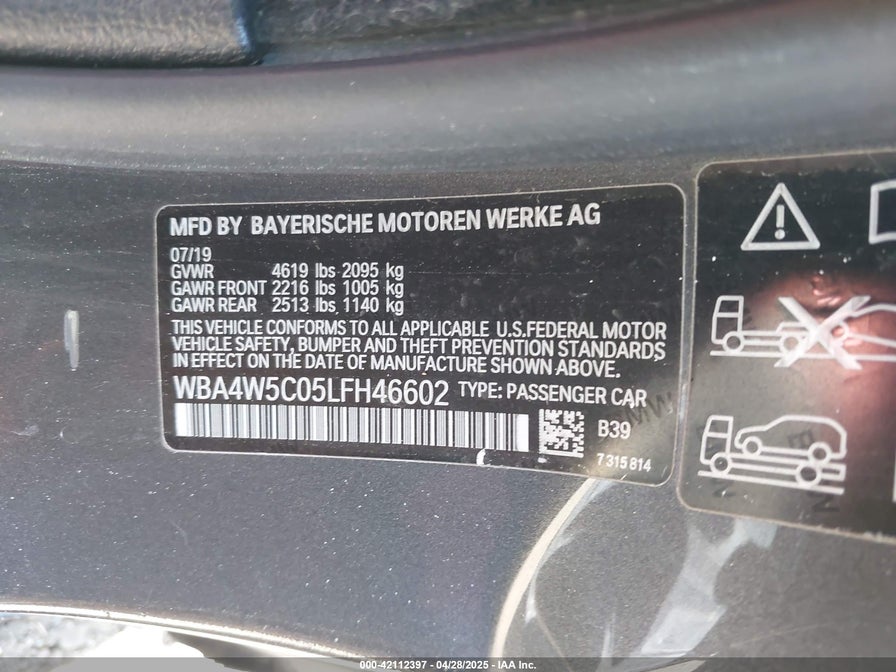 MFD BY BAYERISCHE MOTOREN WERKE AG
07/19
GVWR 4619 lbs 2095 kg
GAWR FRONT 2216 lbs 1005 kg
GAWR REAR 2513 lbs 1140 kg
THIS VEHICLE CONFORMS TO ALL APPLICABLE U.S.FEDERAL MOTOR
VEHICLE SAFETY, BUMPER AND THEFT PREVENTION STANDARDS
IN EFFECT ON THE DATE OF MANUFACTURE SHOWN ABOVE.
WBA4W5C05LFH46602 TYPE: PASSENGER CAR
B39
7315814
000-42112397 - 04/28/2025 - IAA Inc.